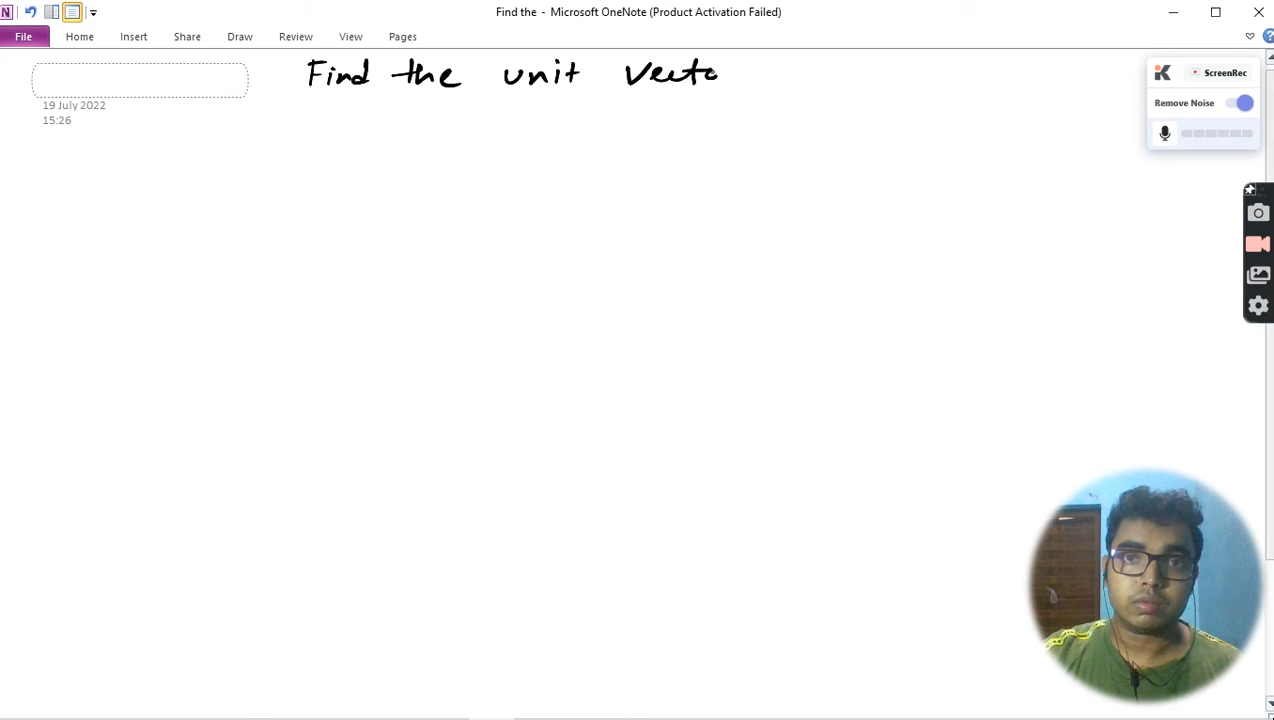 Find the - Microsoft OneNote (Product Activation Failed)
File Home Insert Share Draw Review View Pages
Find the unit Vecto
19 July 2022
15:26
ScreenRec
Remove Noise